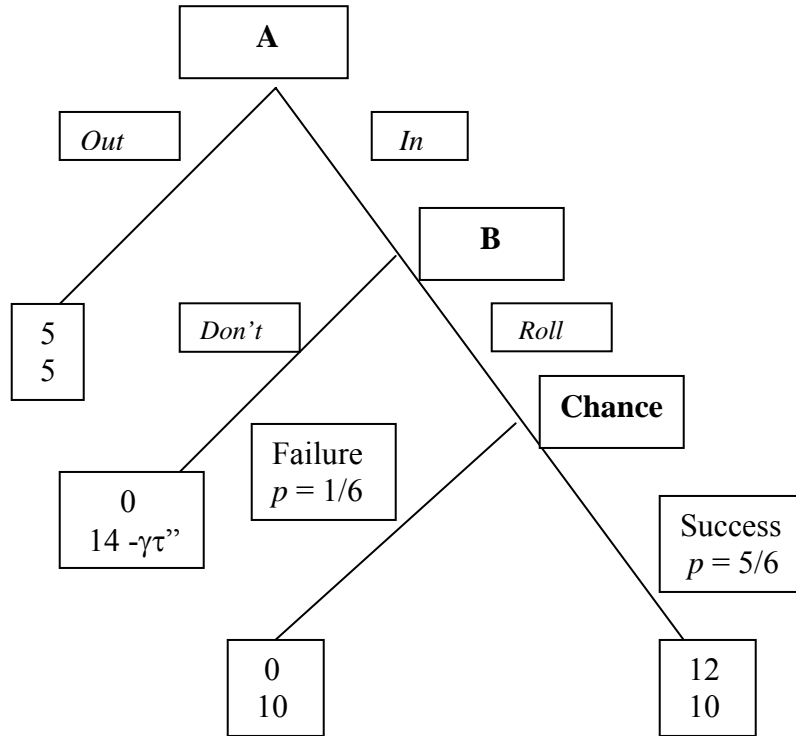 A
Out
In
B
5
5
Don't
Roll
Chance
Failure
p = 1/6
0
14 -γτ”
Success
p = 5/6
0
10
12
10